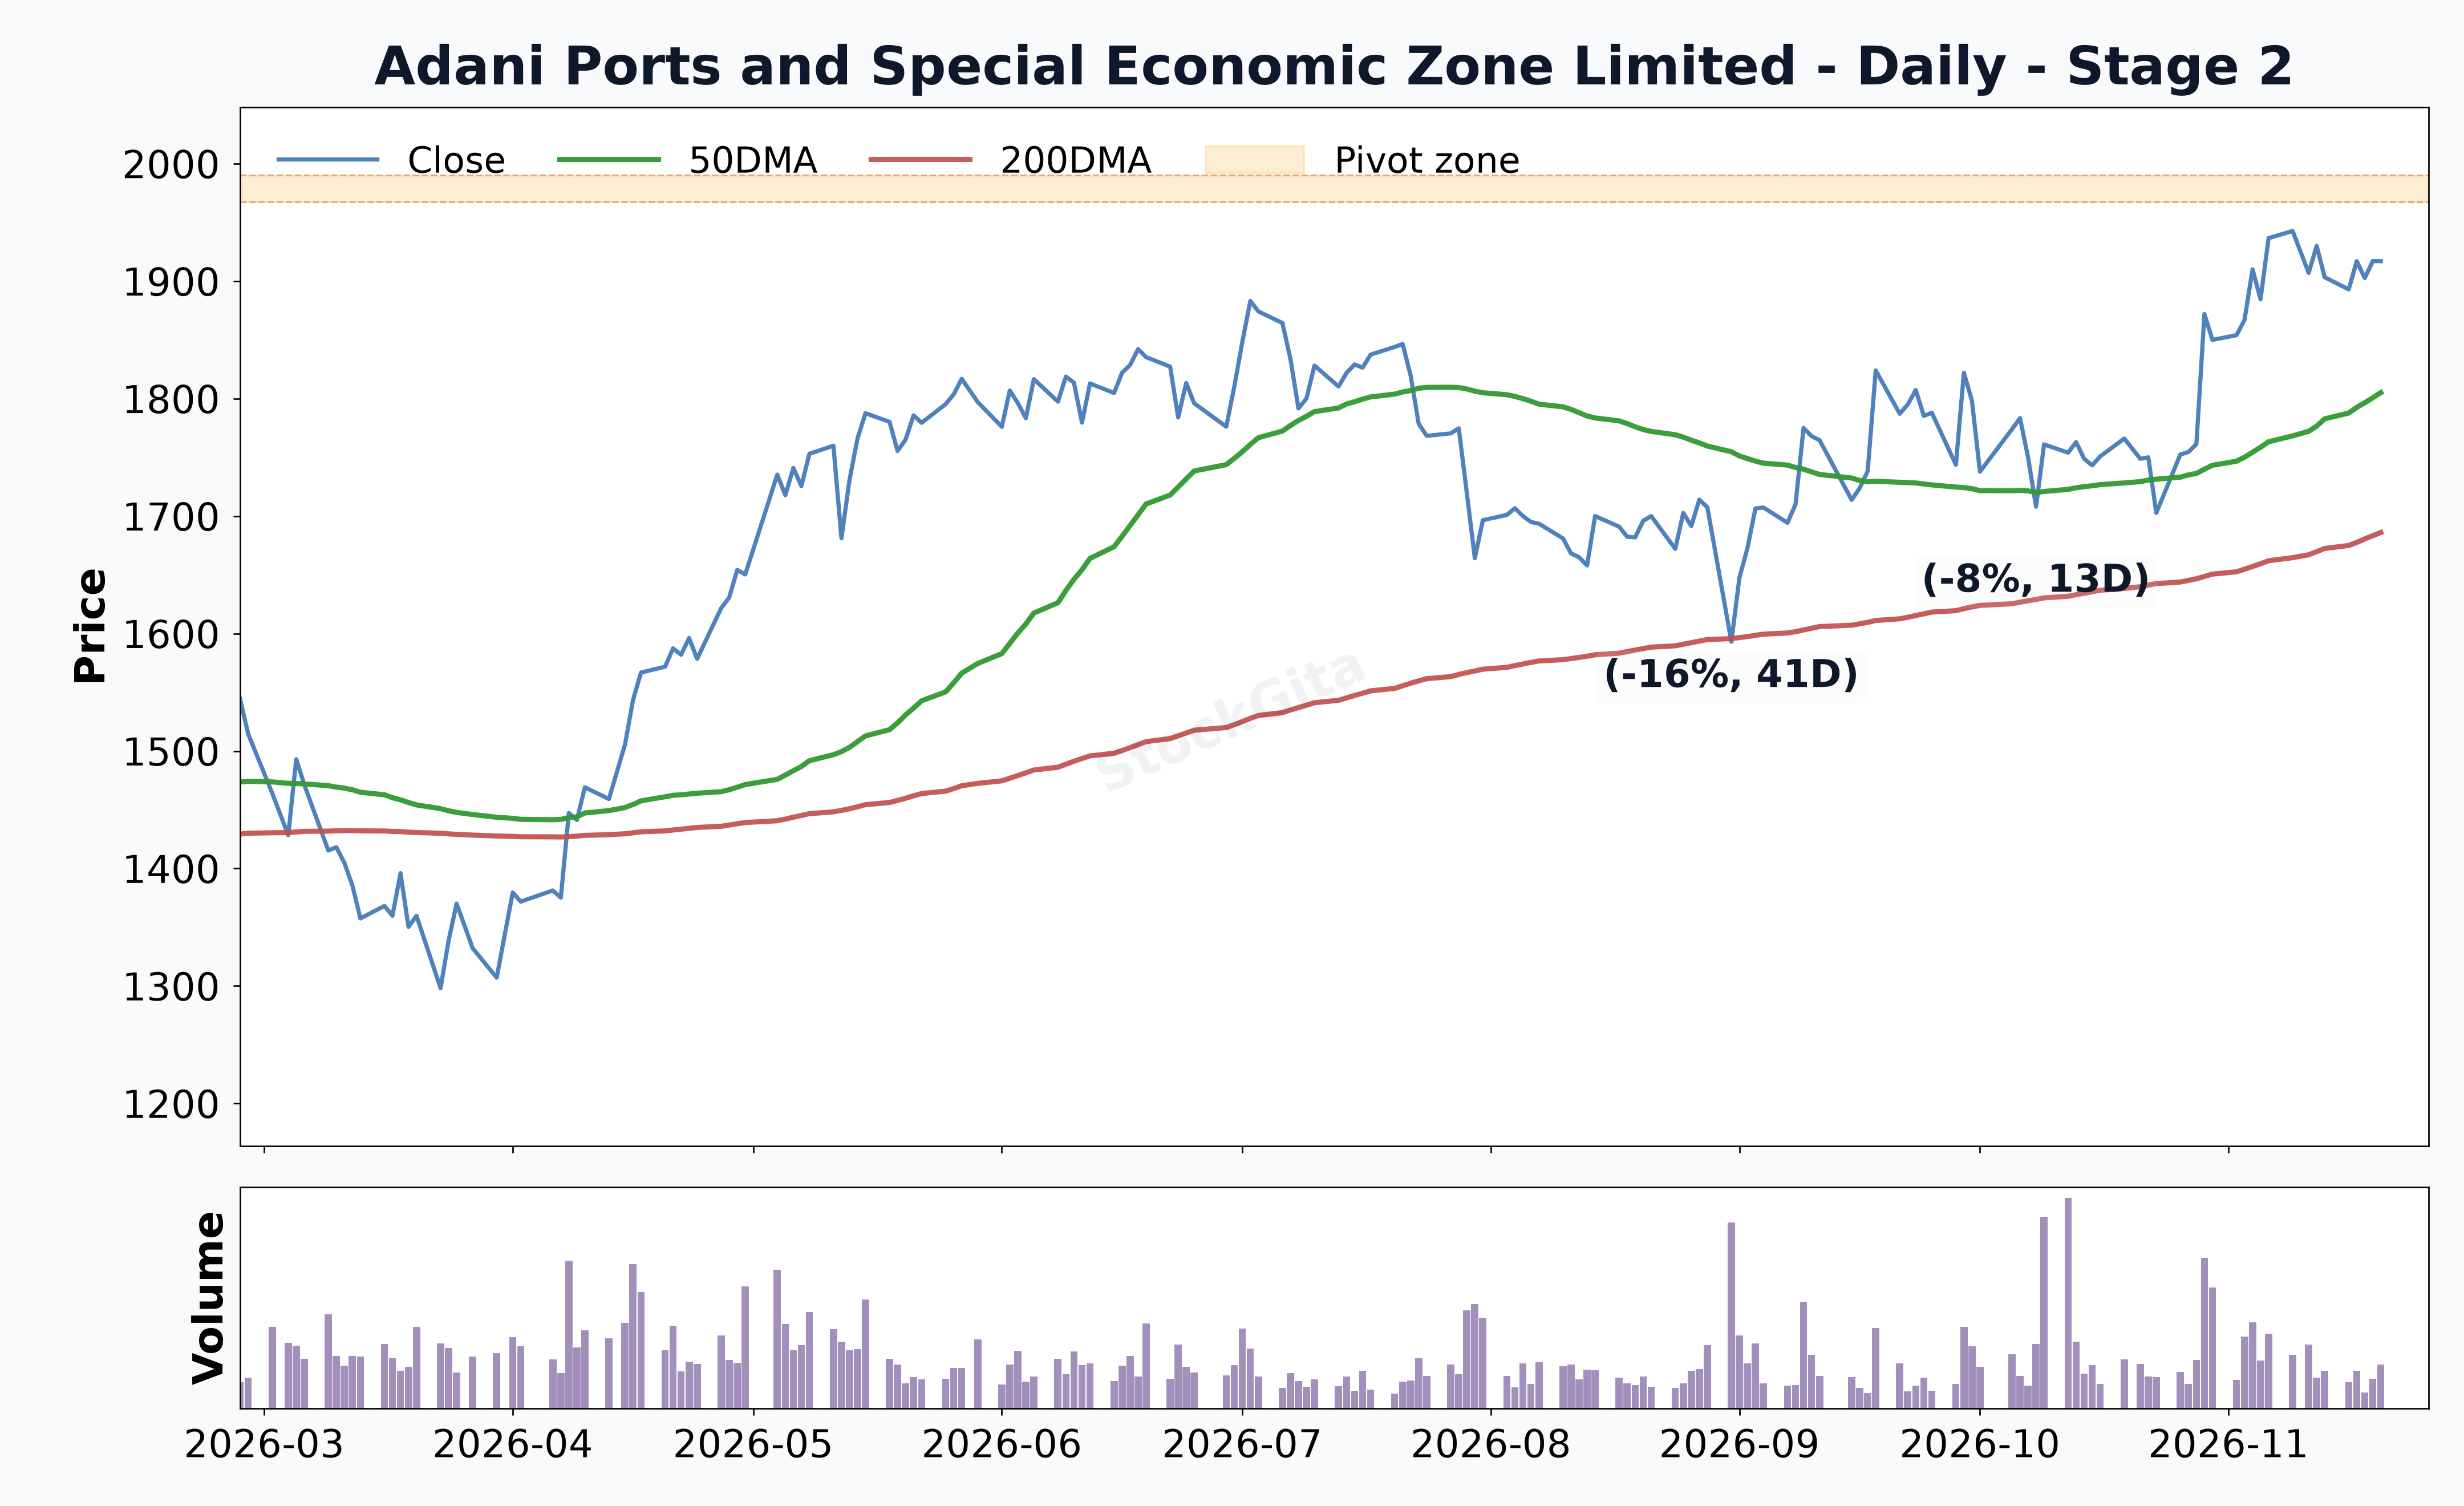 Adani Ports and Special Economic Zone Limited - Daily - Stage 2
Close 50DMA 200DMA Pivot zone
2000
1900
1800
1700
1600
1500
1400
1300
1200
Price
(-8%, 13D)
(-16%, 41D)
StockGita
Volume
2026-03 2026-04 2026-05 2026-06 2026-07 2026-08 2026-09 2026-10 2026-11